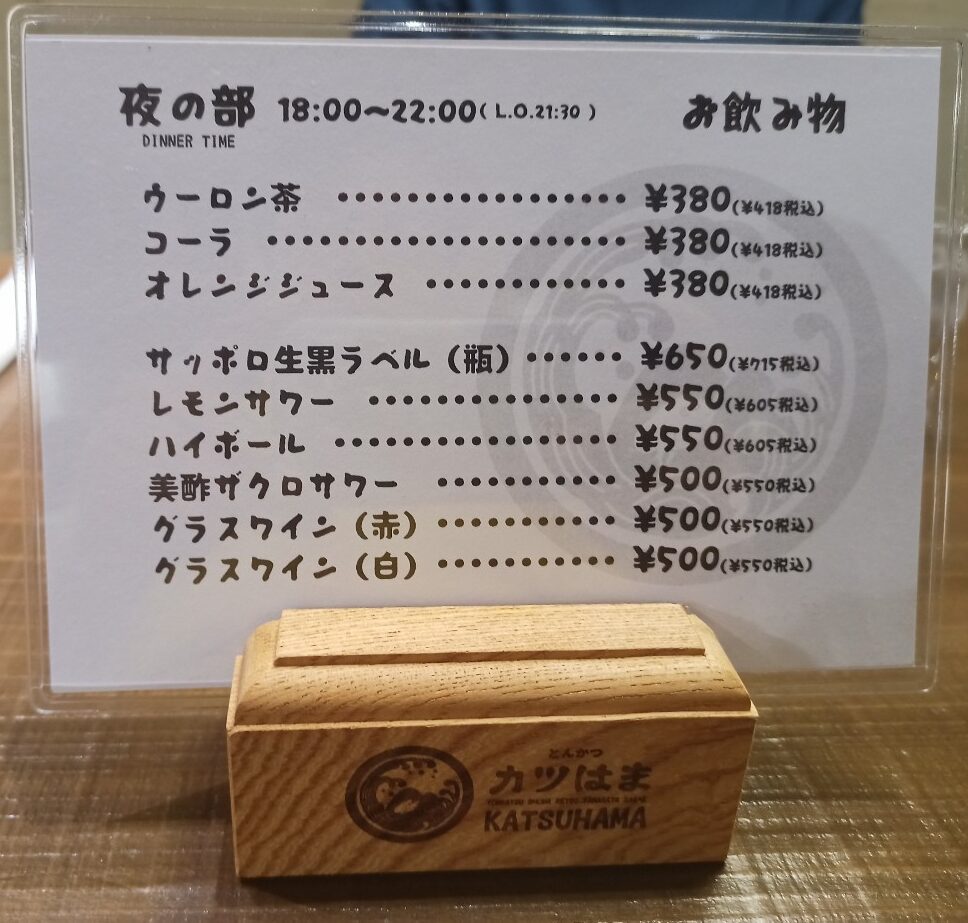 夜の部 18:00～22:00( L.O.21:30 ) お飲み物
DINNER TIME
ウーロン茶 ················· ¥380(¥418税込)
コーラ ····················· ¥380(¥418税込)
オレンジジュース ············ ¥380(¥418税込)
サッポロ生黒ラベル（瓶）······ ¥650(¥715税込)
レモンサワー ··············· ¥550(¥605税込)
ハイボール ················· ¥550(¥605税込)
美酢ザクロサワー ··········· ¥500(¥550税込)
グラスワイン（赤）··········· ¥500(¥550税込)
グラスワイン（白）··········· ¥500(¥550税込)
とんかつ
カツはま
KATSUHAMA